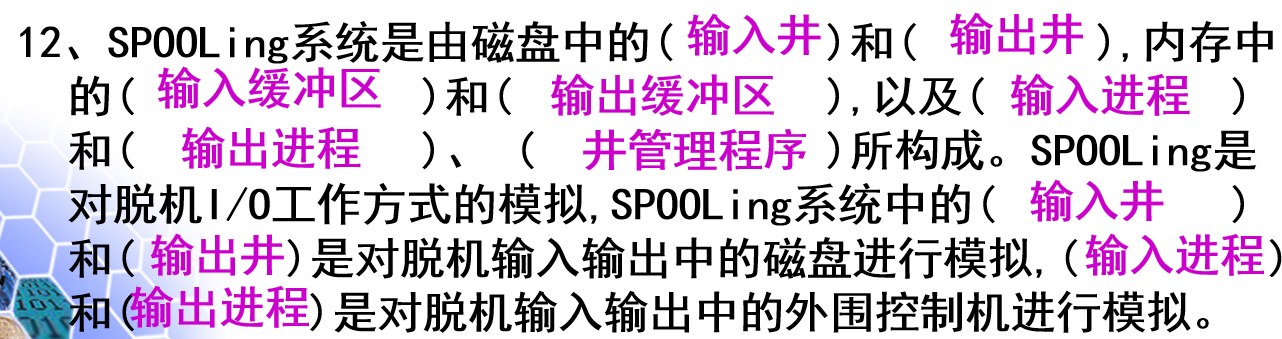 12、SPOOLing系统是由磁盘中的(输入井)和( 输出井 ),内存中
的( 输入缓冲区 )和( 输出缓冲区 ),以及( 输入进程 )
和( 输出进程 )、( 井管理程序 )所构成。SPOOLing是
对脱机I/O工作方式的模拟,SPOOLing系统中的( 输入井 )
和(输出井)是对脱机输入输出中的磁盘进行模拟,(输入进程)
和(输出进程)是对脱机输入输出中的外围控制机进行模拟。